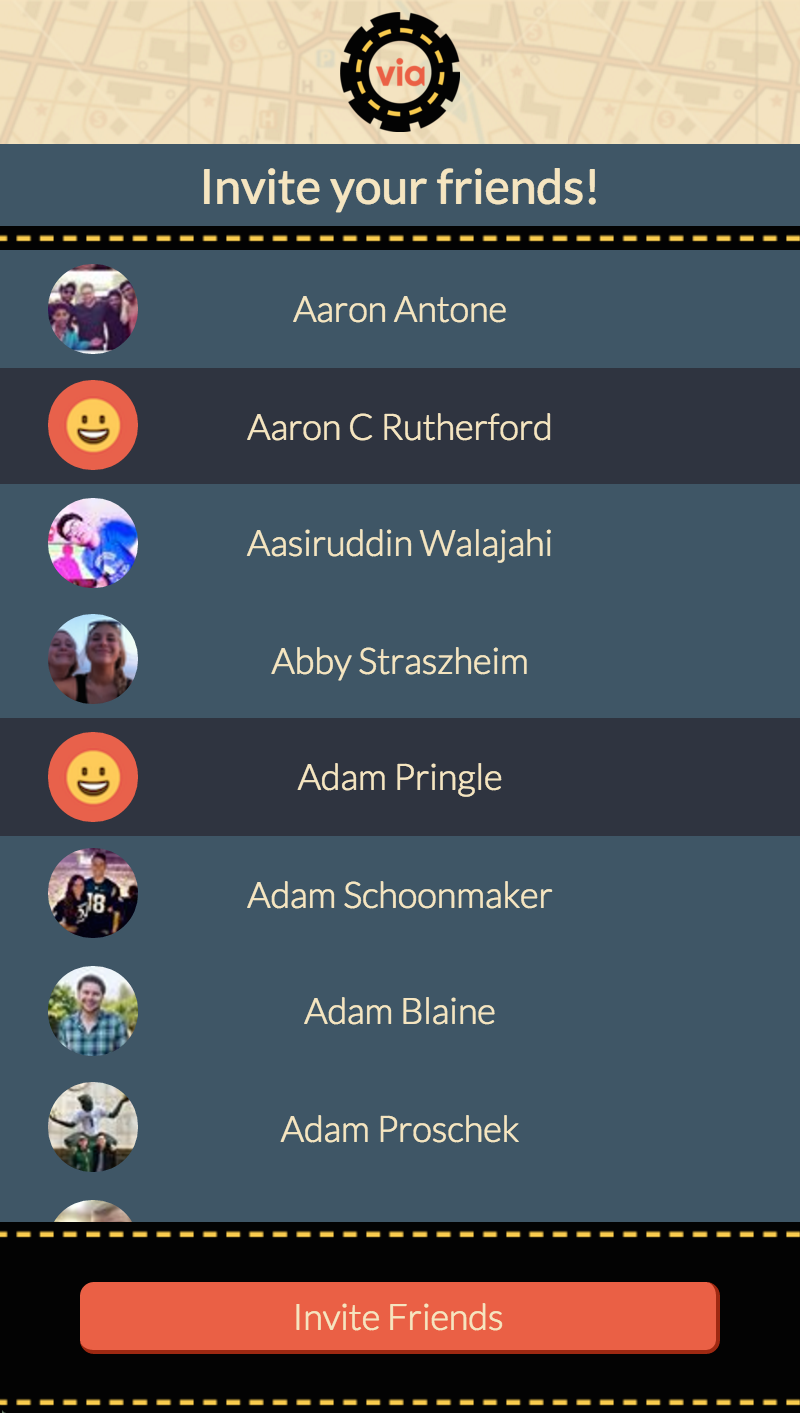 via
Invite your friends!
Aaron Antone
Aaron C Rutherford
Aasiruddin Walajahi
Abby Straszheim
Adam Pringle
Adam Schoonmaker
18
Adam Blaine
Adam Proschek
Invite Friends